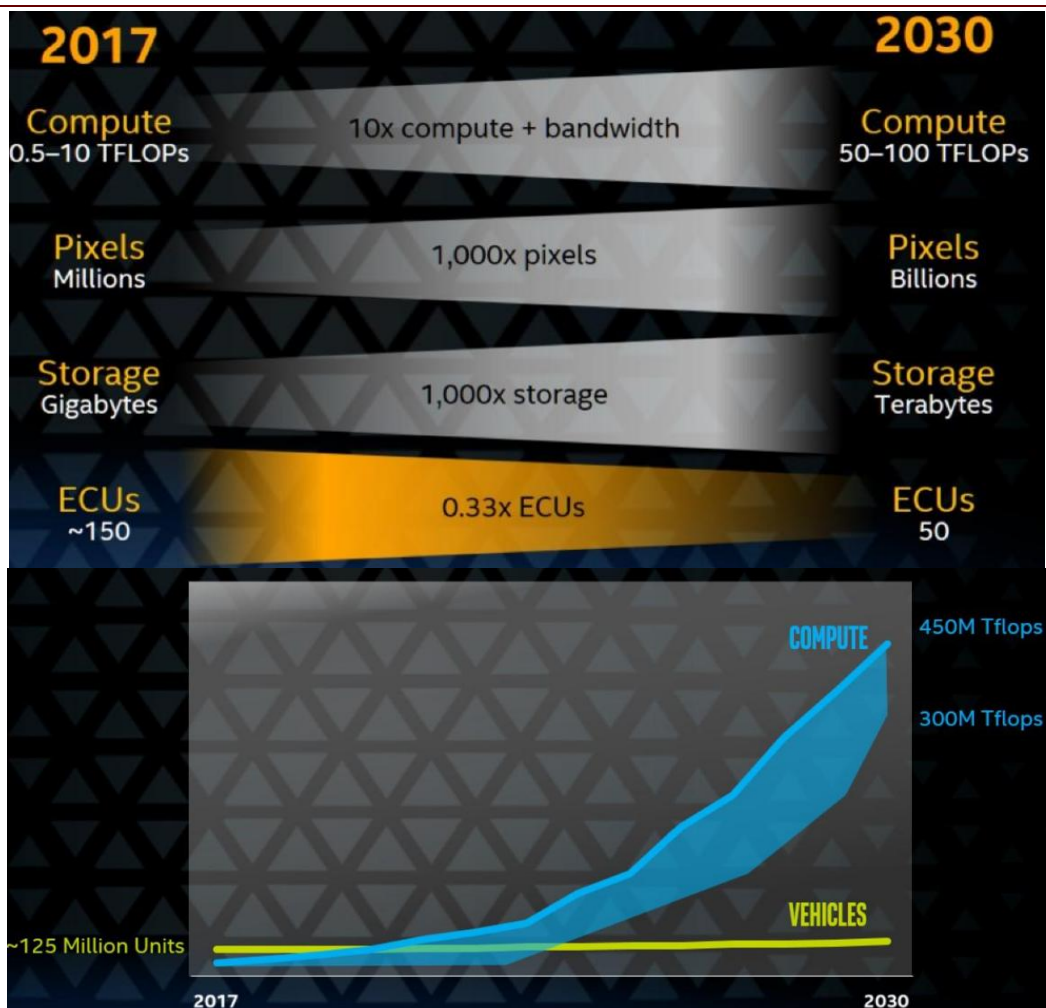 2017
2030
Compute
0.5–10 TFLOPs
10x compute + bandwidth
Compute
50–100 TFLOPs
Pixels
Millions
1,000x pixels
Pixels
Billions
Storage
Gigabytes
1,000x storage
Storage
Terabytes
ECUs
~150
0.33x ECUs
ECUs
50
COMPUTE
450M Tflops
300M Tflops
VEHICLES
~125 Million Units
2017
2030